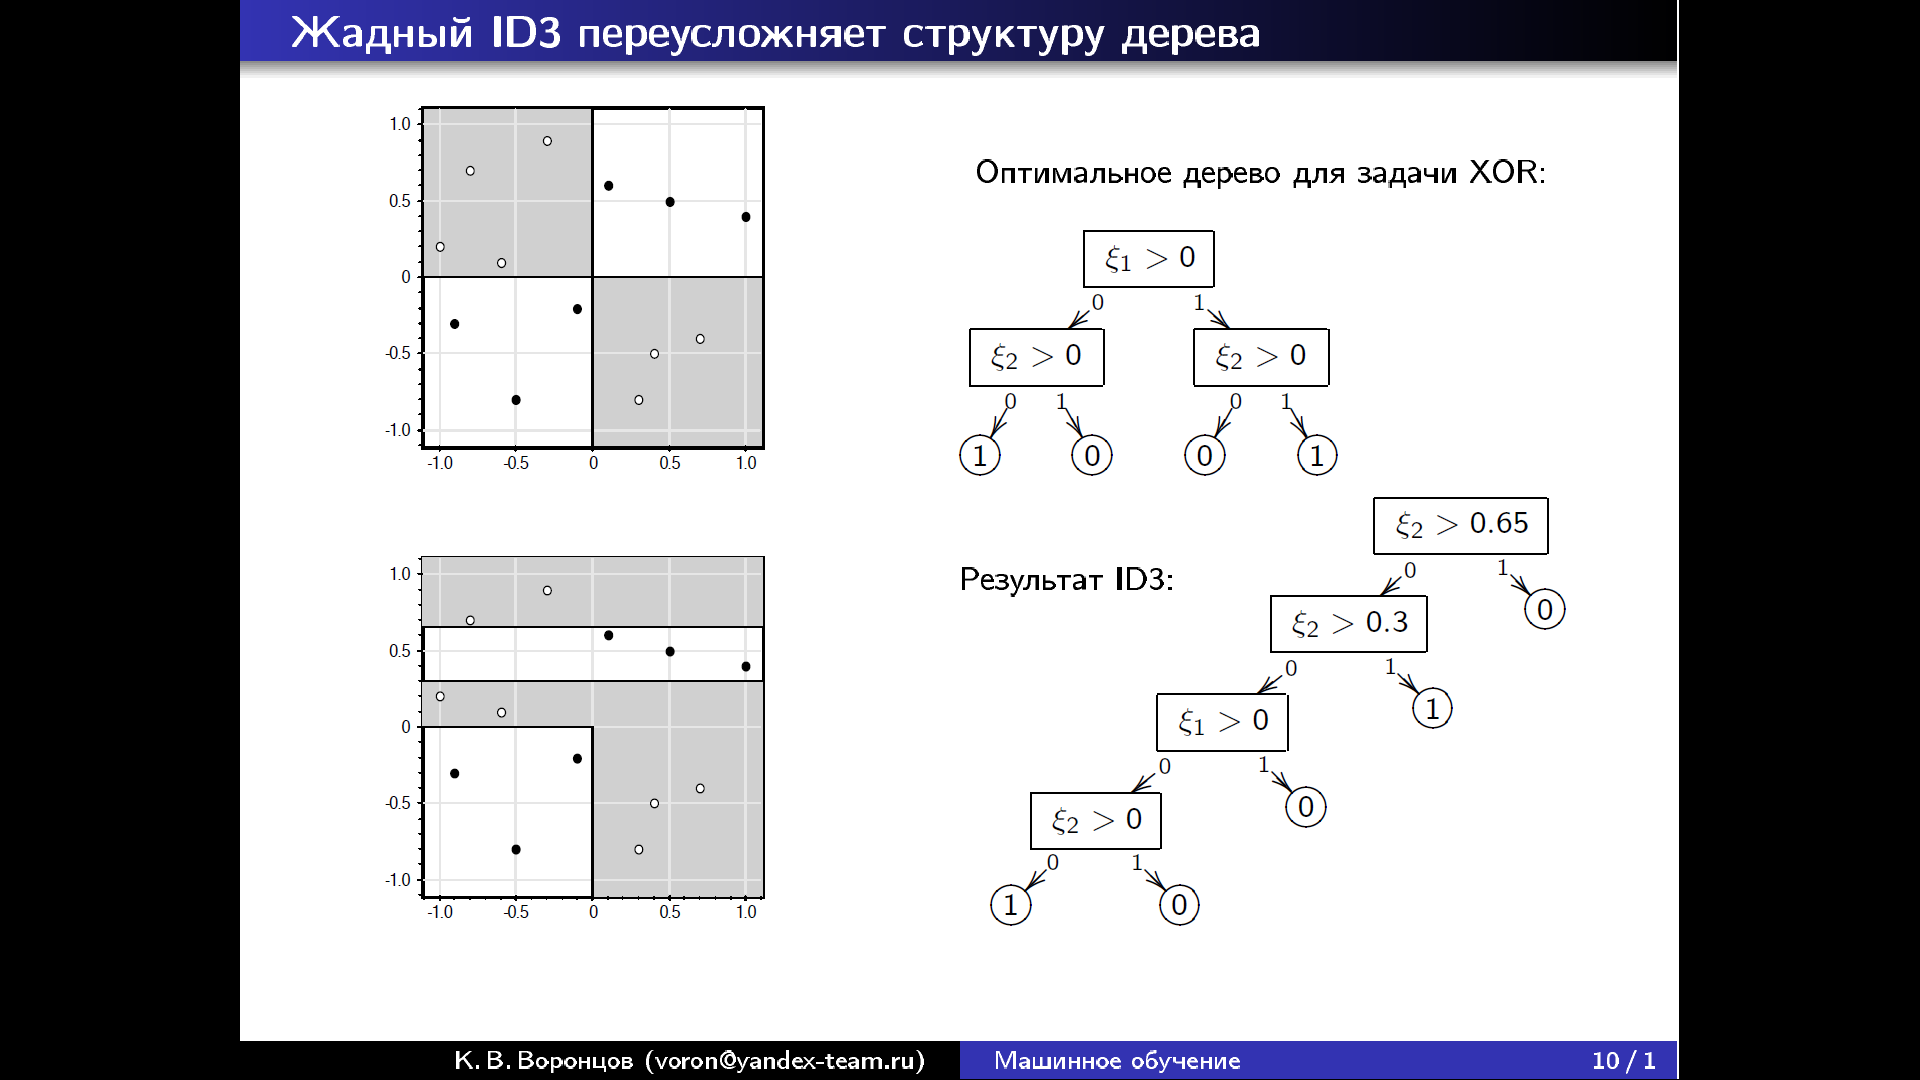 Жадный ID3 переусложняет структуру дерева
1.0
0.5
0
-0.5
-1.0
-1.0 -0.5 0 0.5 1.0
Оптимальное дерево для задачи XOR:
ξ₁ > 0
0 1
ξ₂ > 0 ξ₂ > 0
0 1 0 1
1 0 0 1
1.0
0.5
0
-0.5
-1.0
-1.0 -0.5 0 0.5 1.0
Результат ID3:
ξ₂ > 0.65
0 1
ξ₂ > 0.3 0
0 1
ξ₁ > 0 1
0 1
ξ₂ > 0 0
0 1
1 0
К. В. Воронцов (voron@yandex-team.ru) Машинное обучение 10 / 1